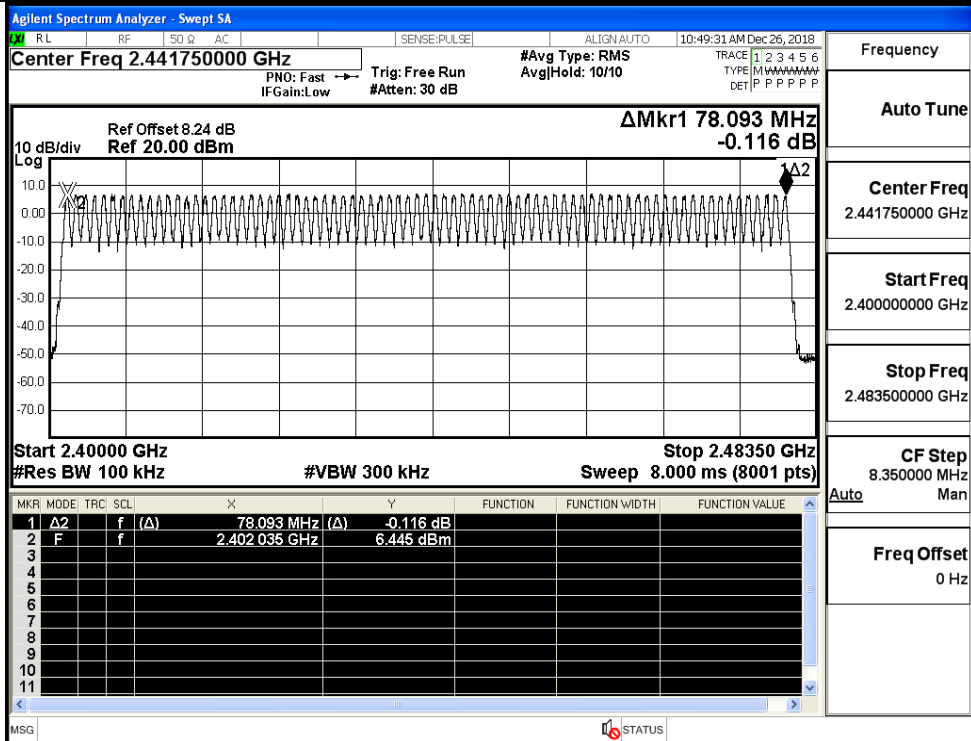 Agilent Spectrum Analyzer - Swept SA
LXI RL RF 50 Ω AC SENSE:PULSE ALIGN AUTO 10:49:31 AM Dec 26, 2018
Center Freq 2.441750000 GHz
PNO: Fast
IFGain:Low
Trig: Free Run
#Atten: 30 dB
#Avg Type: RMS
Avg|Hold: 10/10
TRACE 1 2 3 4 5 6
TYPE M W W W W W
DET P P P P P P
ΔMkr1 78.093 MHz
-0.116 dB
Ref Offset 8.24 dB
10 dB/div Ref 20.00 dBm
Log
1Δ2
10.0
2
0.00
-10.0
-20.0
-30.0
-40.0
-50.0
-60.0
-70.0
Start 2.40000 GHz Stop 2.48350 GHz
#Res BW 100 kHz #VBW 300 kHz Sweep 8.000 ms (8001 pts)
MKR MODE TRC SCL X Y FUNCTION FUNCTION WIDTH FUNCTION VALUE
1 Δ2 f (Δ) 78.093 MHz (Δ) -0.116 dB
2 F f 2.402 035 GHz 6.445 dBm
3
4
5
6
7
8
9
10
11
MSG STATUS
Frequency
Auto Tune
Center Freq
2.441750000 GHz
Start Freq
2.400000000 GHz
Stop Freq
2.483500000 GHz
CF Step
8.350000 MHz
Auto Man
Freq Offset
0 Hz